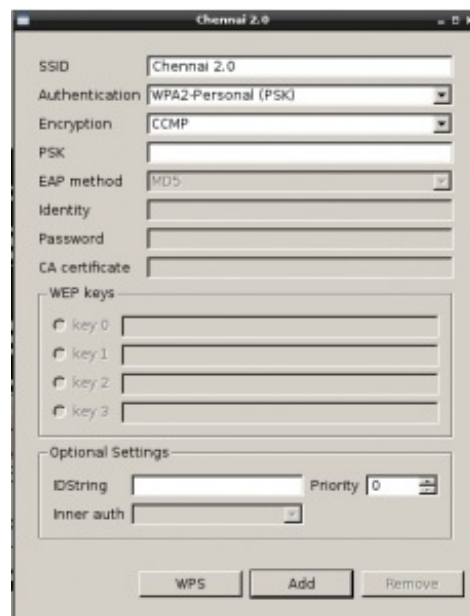 Chennai 2.0
SSID Chennai 2.0
Authentication WPA2-Personal (PSK)
Encryption CCMP
PSK
EAP method MD5
Identity
Password
CA certificate
WEP keys
key 0
key 1
key 2
key 3
Optional Settings
IDString Priority 0
Inner auth
WPS Add Remove